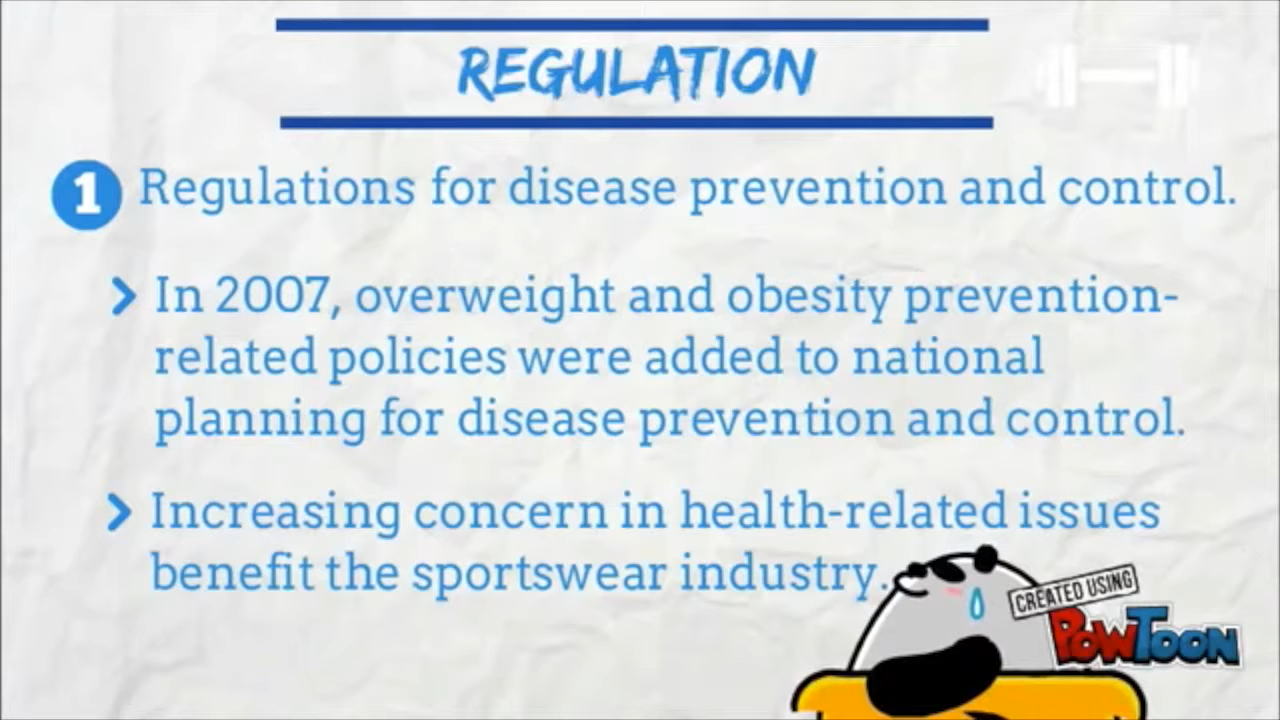 REGULATION
1 Regulations for disease prevention and control.
In 2007, overweight and obesity prevention-
related policies were added to national
planning for disease prevention and control.
Increasing concern in health-related issues
benefit the sportswear industry.
CREATED USING
POWTOON